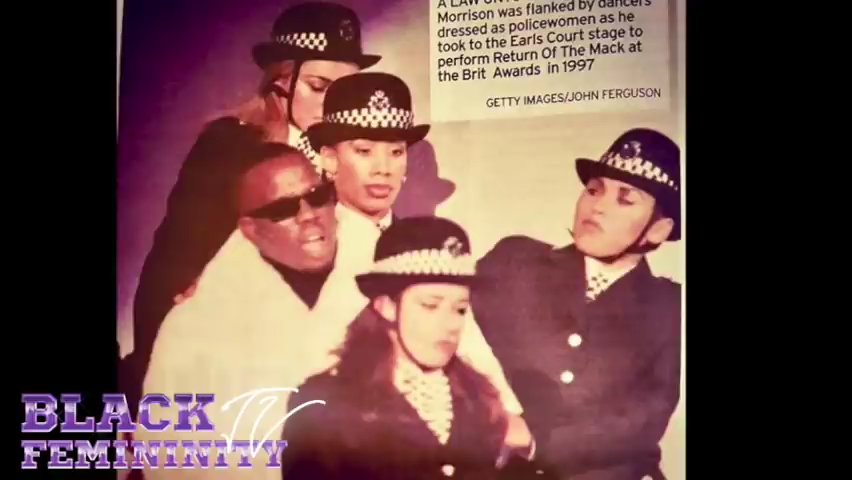 A LAW
Morrison was flanked by dancers
dressed as policewomen as he
took to the Earls Court stage to
perform Return Of The Mack at
the Brit Awards in 1997
GETTY IMAGES/JOHN FERGUSON
BLACK TV
FEMININITY